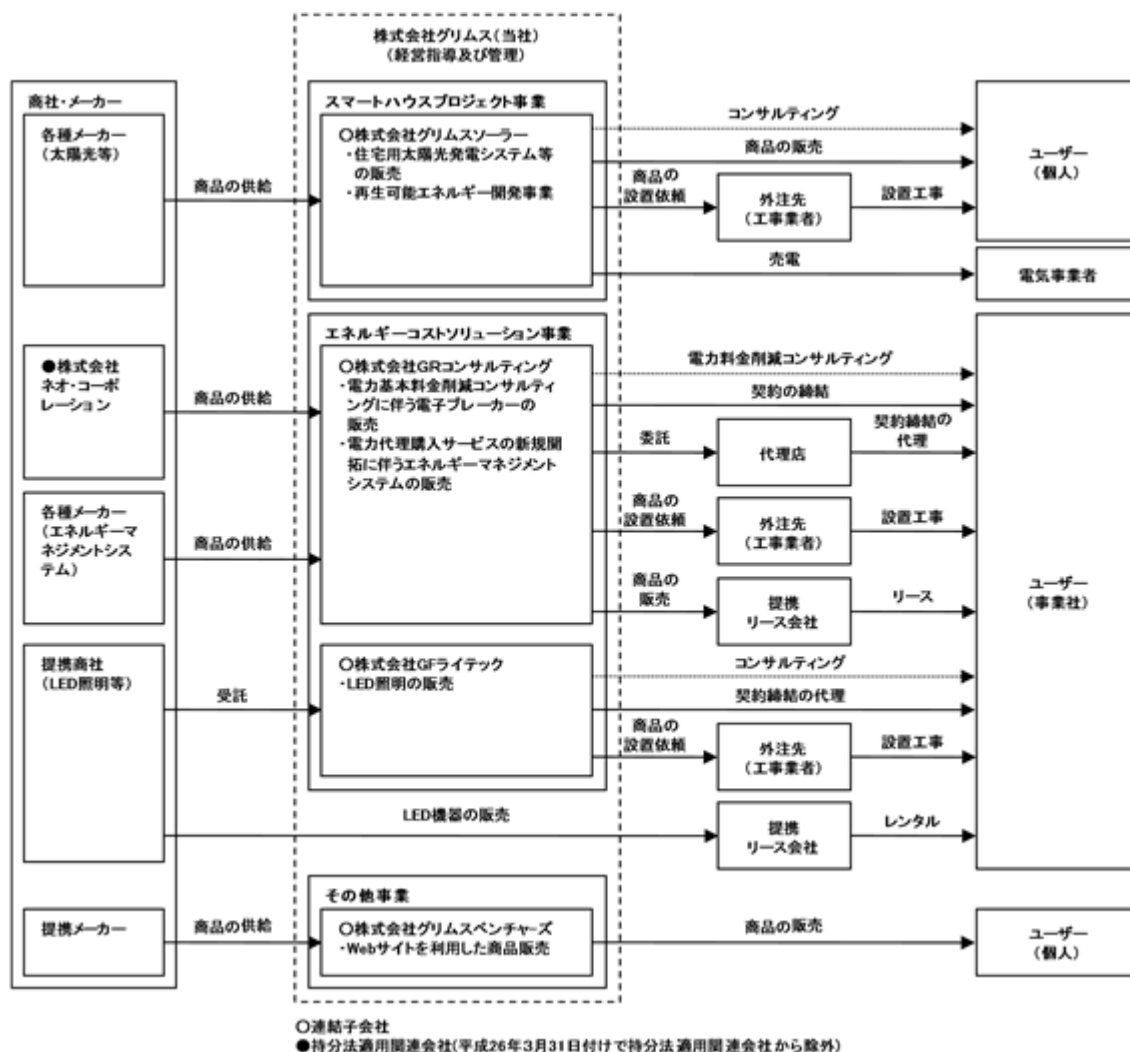 株式会社グリムス(当社)
(経営指導及び管理)
商社・メーカー
各種メーカー
(太陽光等)
商品の供給
スマートハウスプロジェクト事業
〇株式会社グリムスソーラー
・住宅用太陽光発電システム等
の販売
・再生可能エネルギー開発事業
コンサルティング
商品の販売
商品の
設置依頼
外注先
(工事業者)
設置工事
ユーザー
(個人)
売電
電気事業者
●株式会社
ネオ・コーポ
レーション
商品の供給
各種メーカー
(エネルギーマ
ネジメントシス
テム)
商品の供給
エネルギーコストソリューション事業
〇株式会社GRコンサルティング
・電力基本料金削減コンサルティ
ングに伴う電子ブレーカーの
販売
・電力代理購入サービスの新規開
拓に伴うエネルギーマネジメント
システムの販売
電力料金削減コンサルティング
契約の締結
委託
代理店
契約締結の
代理
商品の
設置依頼
外注先
(工事業者)
設置工事
商品の
販売
提携
リース会社
リース
ユーザー
(事業社)
提携商社
(LED照明等)
受託
〇株式会社GFライテック
・LED照明の販売
コンサルティング
契約締結の代理
商品の
設置依頼
外注先
(工事業者)
設置工事
LED機器の販売
提携
リース会社
レンタル
提携メーカー
商品の供給
その他事業
〇株式会社グリムスベンチャーズ
・Webサイトを利用した商品販売
商品の販売
ユーザー
(個人)
〇連結子会社
●持分法適用関連会社(平成26年3月31日付けで持分法適用関連会社から除外)